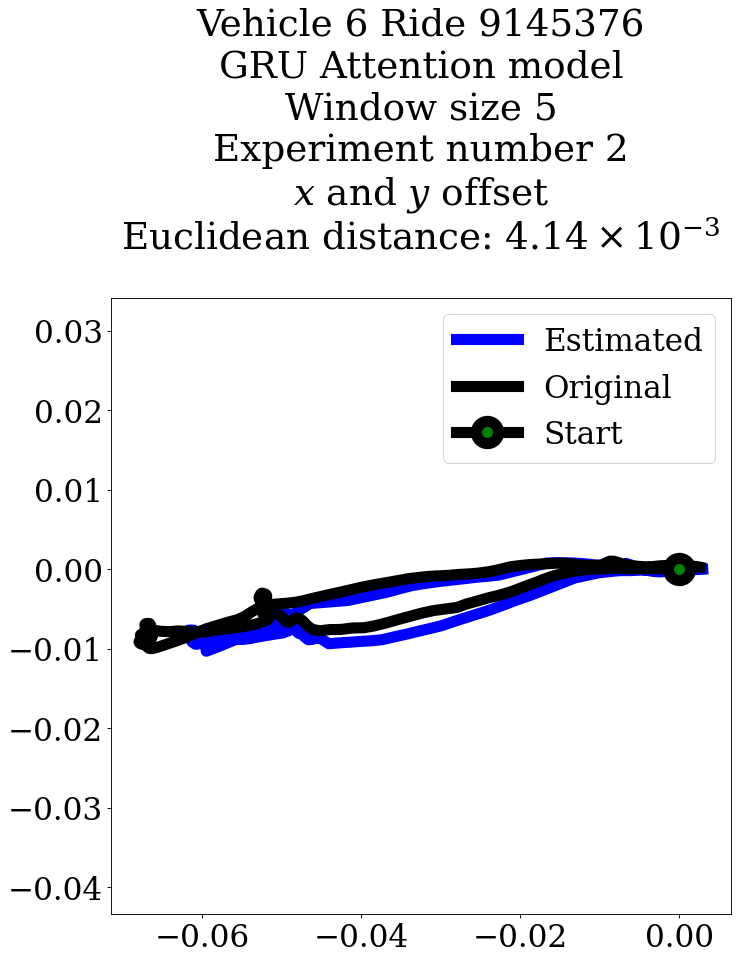 Vehicle 6 Ride 9145376
GRU Attention model
Window size 5
Experiment number 2
x and y offset
Euclidean distance: 4.14 × 10⁻³
Estimated
Original
Start
0.03
0.02
0.01
0.00
−0.01
−0.02
−0.03
−0.04
−0.06 −0.04 −0.02 0.00